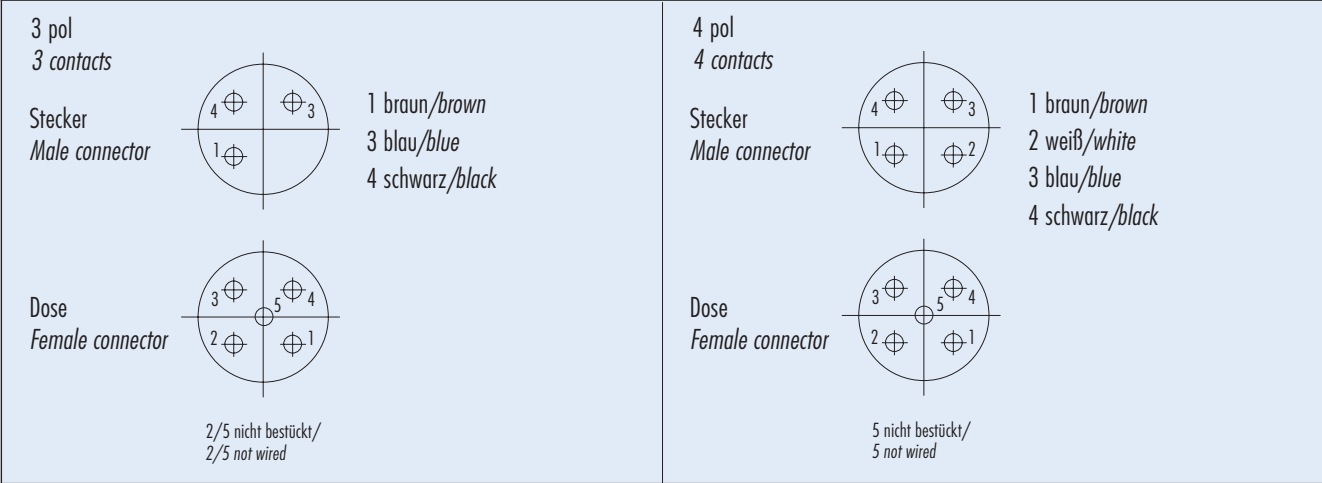 3 pol
3 contacts
Stecker
Male connector
4
3
1
1 braun/brown
3 blau/blue
4 schwarz/black
Dose
Female connector
3
5
4
2
1
2/5 nicht bestückt/
2/5 not wired
4 pol
4 contacts
Stecker
Male connector
4
3
1
2
1 braun/brown
2 weiß/white
3 blau/blue
4 schwarz/black
Dose
Female connector
3
5
4
2
1
5 nicht bestückt/
5 not wired